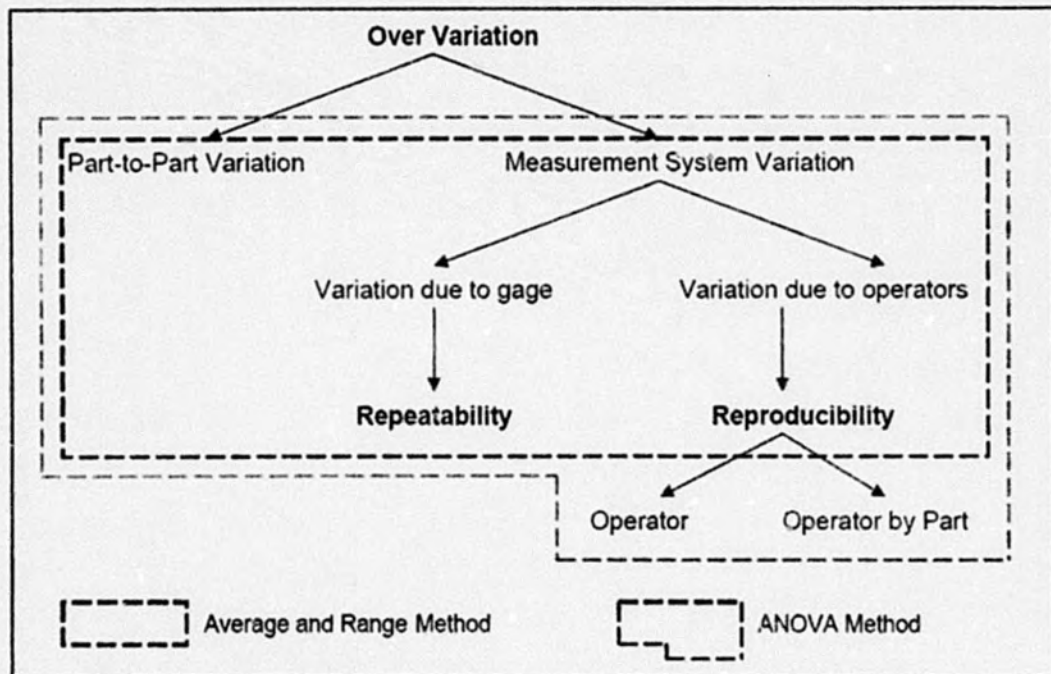 Over Variation
Part-to-Part Variation
Measurement System Variation
Variation due to gage
Variation due to operators
Repeatability
Reproducibility
Operator
Operator by Part
Average and Range Method
ANOVA Method